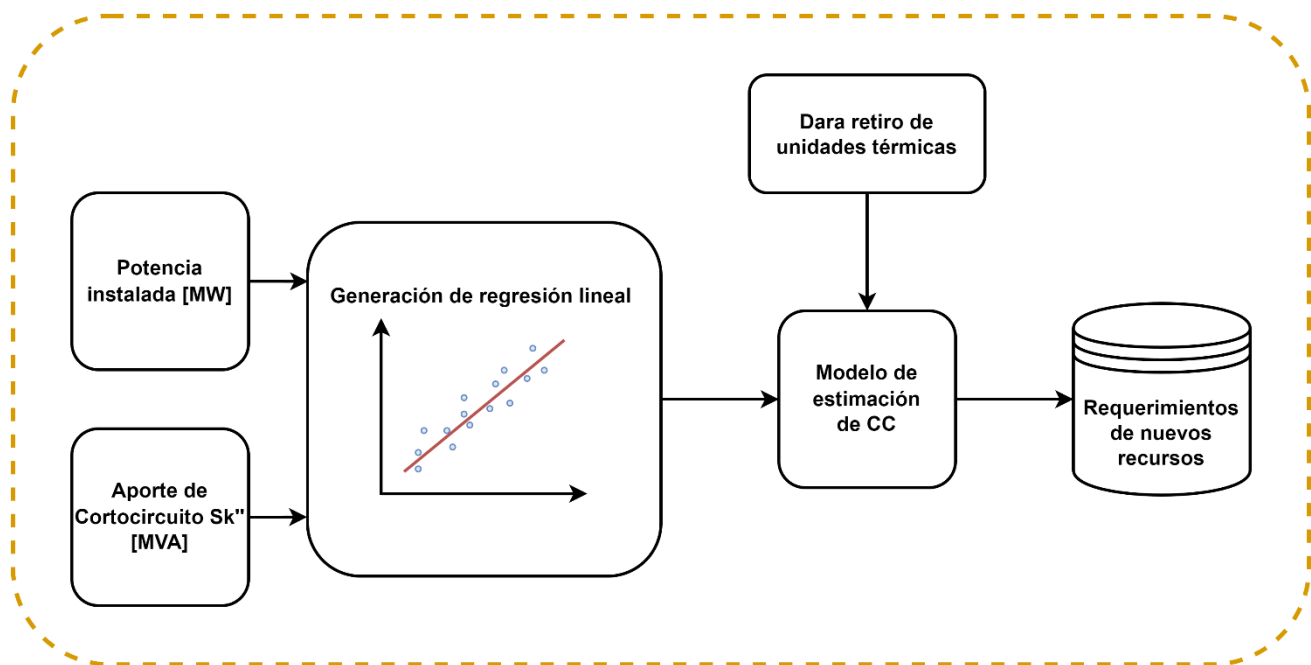 Dara retiro de
unidades térmicas
Potencia
instalada [MW]
Generación de regresión lineal
Modelo de
estimación
de CC
Requerimientos
de nuevos
recursos
Aporte de
Cortocircuito Sk"
[MVA]